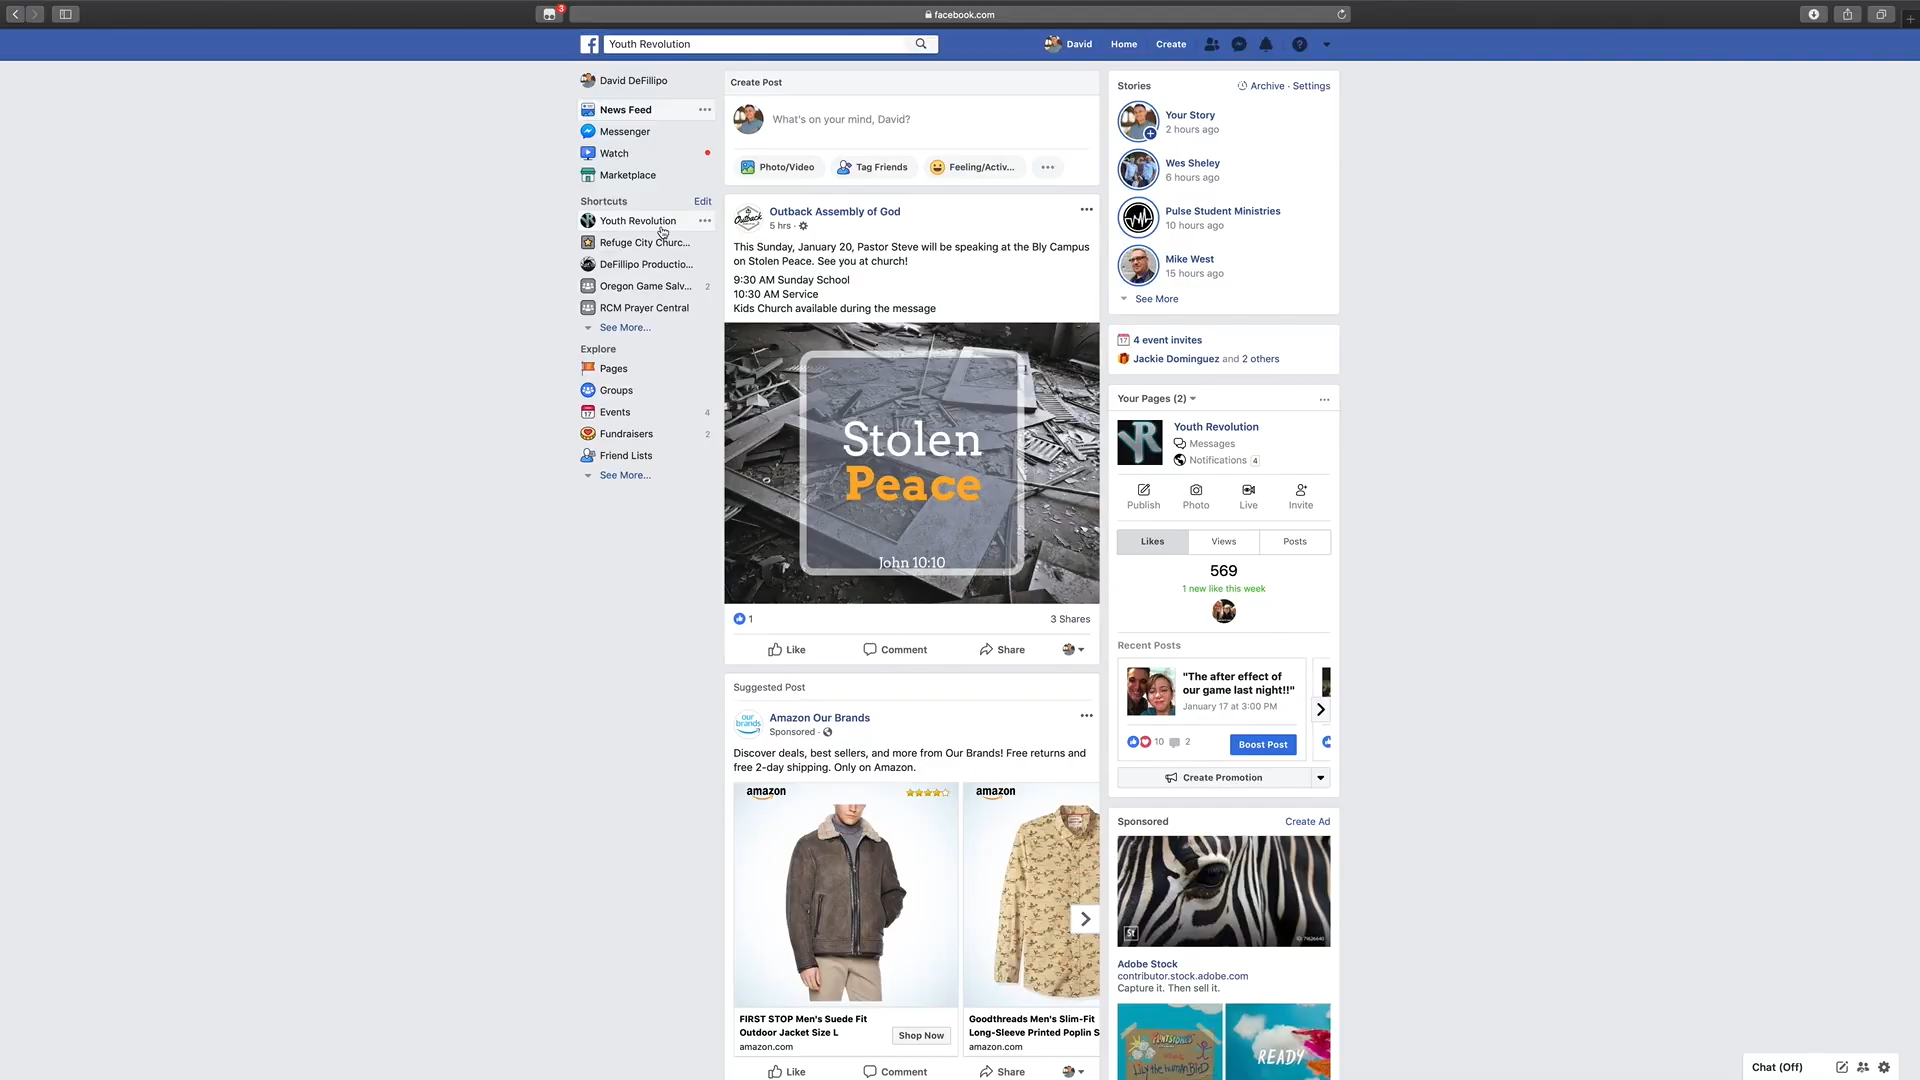 3
facebook.com
Youth Revolution
David
Home
Create
David DeFillipo
News Feed
Messenger
Watch
Marketplace
Shortcuts
Edit
Youth Revolution
Refuge City Churc...
DeFillipo Productio...
Oregon Game Salv...
2
RCM Prayer Central
See More...
Explore
Pages
Groups
Events
4
Fundraisers
2
Friend Lists
See More...
Create Post
What's on your mind, David?
Photo/Video
Tag Friends
Feeling/Activ...
Outback
Outback Assembly of God
5 hrs ·
This Sunday, January 20, Pastor Steve will be speaking at the Bly Campus
on Stolen Peace. See you at church!
9:30 AM Sunday School
10:30 AM Service
Kids Church available during the message
Stolen
Peace
John 10:10
1
3 Shares
Like
Comment
Share
Suggested Post
our
brands
Amazon Our Brands
Sponsored ·
Discover deals, best sellers, and more from Our Brands! Free returns and
free 2-day shipping. Only on Amazon.
amazon
FIRST STOP Men's Suede Fit
Outdoor Jacket Size L
amazon.com
Shop Now
amazon
Goodthreads Men's Slim-Fit
Long-Sleeve Printed Poplin S
amazon.com
Like
Comment
Share
Stories
Archive · Settings
Your Story
2 hours ago
Wes Sheley
6 hours ago
Pulse Student Ministries
10 hours ago
Mike West
15 hours ago
See More
17
4 event invites
Jackie Dominguez and 2 others
Your Pages (2)
YR
Youth Revolution
Messages
Notifications 4
Publish
Photo
Live
Invite
Likes
Views
Posts
569
1 new like this week
Recent Posts
"The after effect of
our game last night!!"
January 17 at 3:00 PM
10
2
Boost Post
Create Promotion
Sponsored
Create Ad
St
Adobe Stock
contributor.stock.adobe.com
Capture it. Then sell it.
READY
Chat (Off)